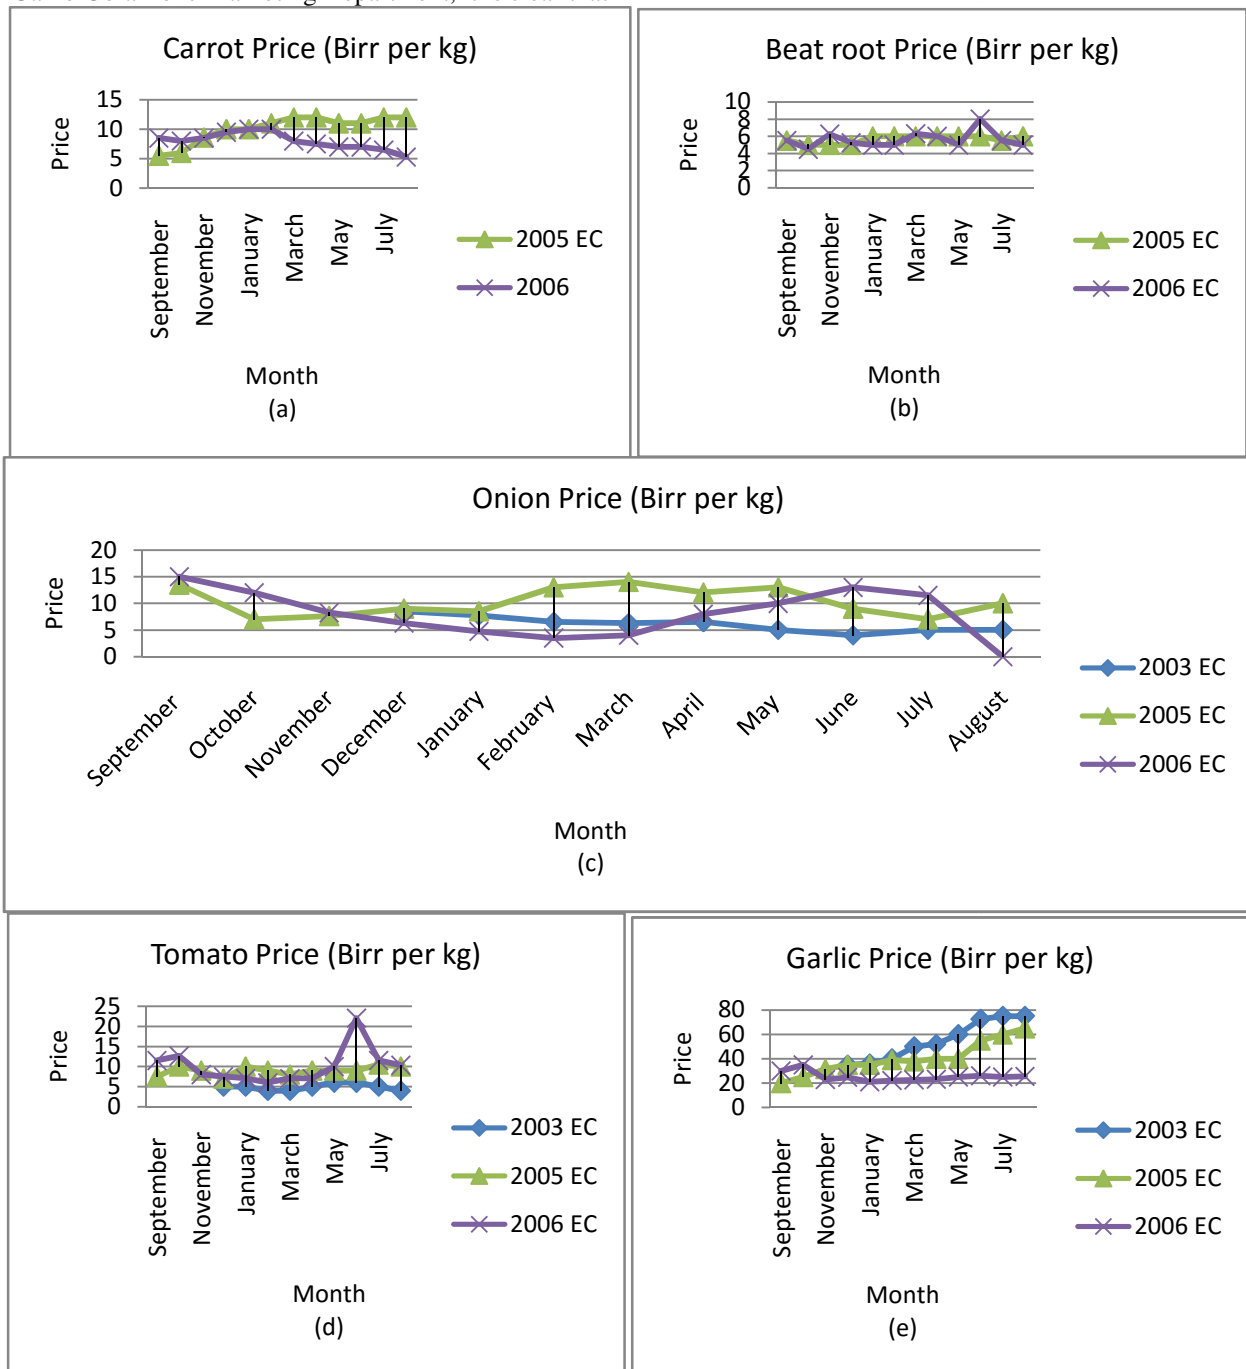 Carrot Price (Birr per kg)
Price
15
10
5
0
September
November
January
March
May
July
2005 EC
2006
Month
(a)
Beat root Price (Birr per kg)
Price
10
8
6
4
2
0
September
November
January
March
May
July
2005 EC
2006 EC
Month
(b)
Onion Price (Birr per kg)
Price
20
15
10
5
0
September
October
November
December
January
February
March
April
May
June
July
August
2003 EC
2005 EC
2006 EC
Month
(c)
Tomato Price (Birr per kg)
Price
25
20
15
10
5
0
September
November
January
March
May
July
2003 EC
2005 EC
2006 EC
Month
(d)
Garlic Price (Birr per kg)
Price
80
60
40
20
0
September
November
January
March
May
July
2003 EC
2005 EC
2006 EC
Month
(e)